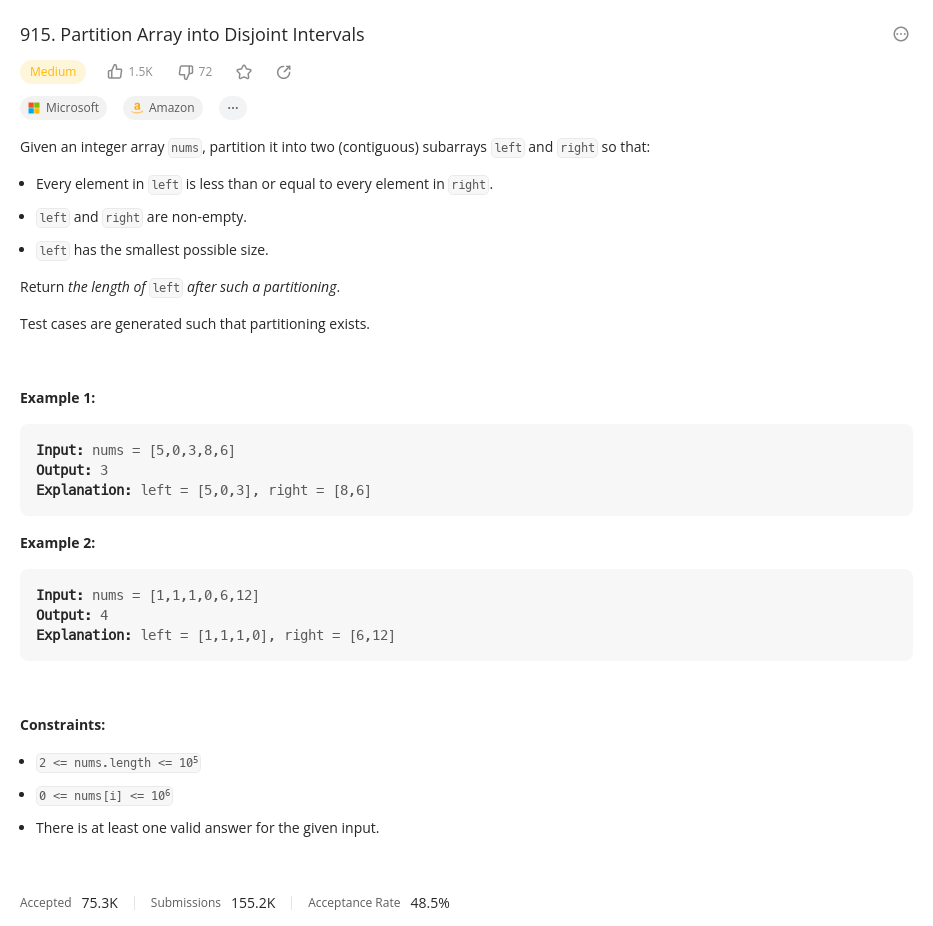 915. Partition Array into Disjoint Intervals
Medium 1.5K 72
Microsoft a Amazon ...
Given an integer array nums, partition it into two (contiguous) subarrays left and right so that:
• Every element in left is less than or equal to every element in right.
• left and right are non-empty.
• left has the smallest possible size.
Return the length of left after such a partitioning.
Test cases are generated such that partitioning exists.
Example 1:
Input: nums = [5,0,3,8,6]
Output: 3
Explanation: left = [5,0,3], right = [8,6]
Example 2:
Input: nums = [1,1,1,0,6,12]
Output: 4
Explanation: left = [1,1,1,0], right = [6,12]
Constraints:
• 2 <= nums.length <= 10⁵
• 0 <= nums[i] <= 10⁶
• There is at least one valid answer for the given input.
Accepted 75.3K Submissions 155.2K Acceptance Rate 48.5%